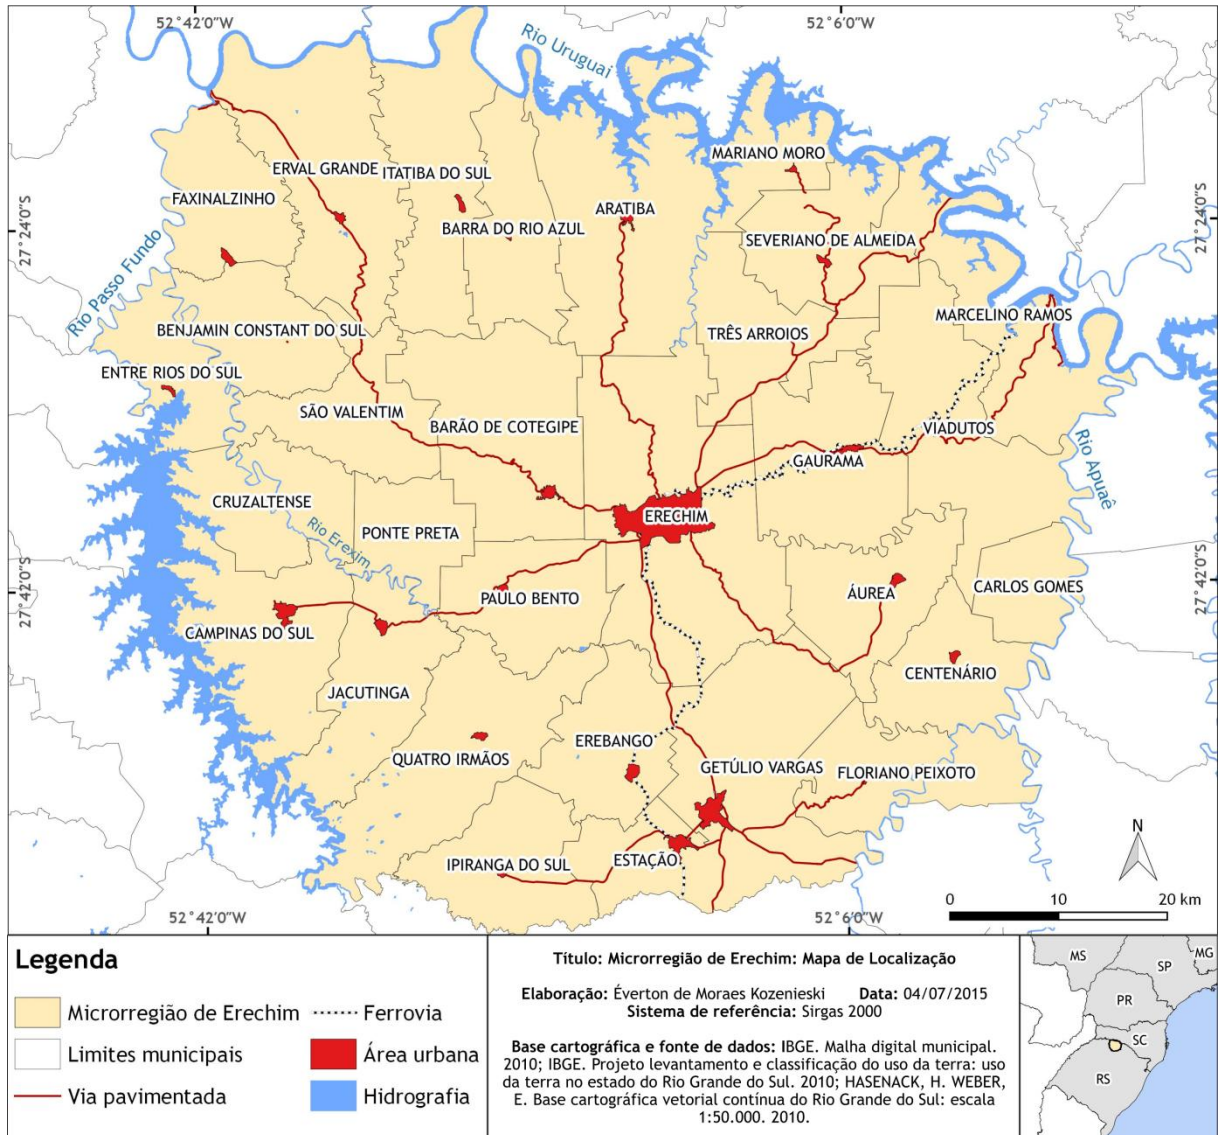 52°42'0"W
52°6'0"W
Rio Uruguai
MARIANO MORO
ERVAL GRANDE
ITATIBA DO SUL
FAXINALZINHO
ARATIBA
27°24'0"S
27°24'0"S
BARRA DO RIO AZUL
SEVERIANO DE ALMEIDA
Rio Passo Fundo
MARCELINO RAMOS
BENJAMIN CONSTANT DO SUL
TRÊS ARROIOS
ENTRE RIOS DO SUL
SÃO VALENTIM
BARÃO DE COTEGIPE
VIADUTOS
GAURAMA
Rio Apuaê
CRUZALTENSE
ERECHIM
PONTE PRETA
Rio Erexim
27°42'0"S
27°42'0"S
CARLOS GOMES
ÁUREA
PAULO BENTO
CAMPINAS DO SUL
CENTENÁRIO
JACUTINGA
EREBANGO
QUATRO IRMÃOS
GETÚLIO VARGAS
FLORIANO PEIXOTO
N
IPIRANGA DO SUL
ESTAÇÃO
0 10 20 km
52°42'0"W
52°6'0"W
Legenda
Microrregião de Erechim
Ferrovia
Limites municipais
Área urbana
Via pavimentada
Hidrografia
Título: Microrregião de Erechim: Mapa de Localização
Elaboração: Éverton de Moraes Kozenieski Data: 04/07/2015
Sistema de referência: Sirgas 2000
Base cartográfica e fonte de dados: IBGE. Malha digital municipal.
2010; IBGE. Projeto levantamento e classificação do uso da terra: uso
da terra no estado do Rio Grande do Sul. 2010; HASENACK, H. WEBER,
E. Base cartográfica vetorial contínua do Rio Grande do Sul: escala
1:50.000. 2010.
MS
MG
SP
PR
SC
RS